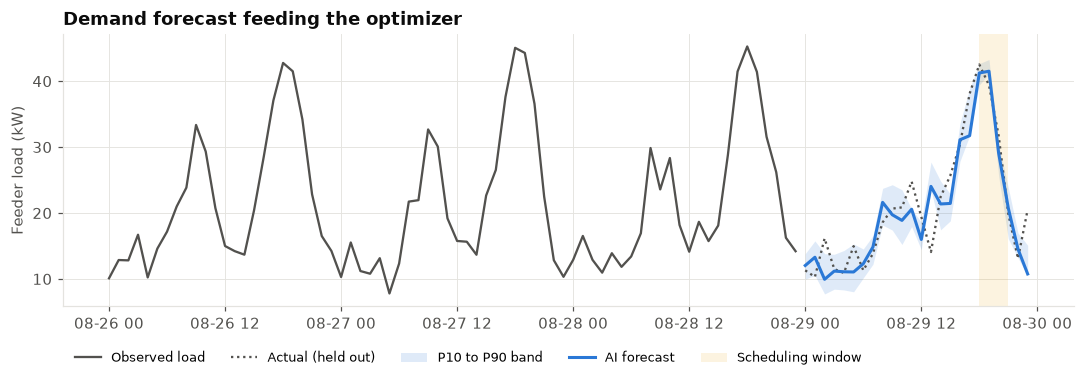 Demand forecast feeding the optimizer
Feeder load (kW)
40
30
20
10
08-26 00 08-26 12 08-27 00 08-27 12 08-28 00 08-28 12 08-29 00 08-29 12 08-30 00
Observed load Actual (held out) P10 to P90 band AI forecast Scheduling window